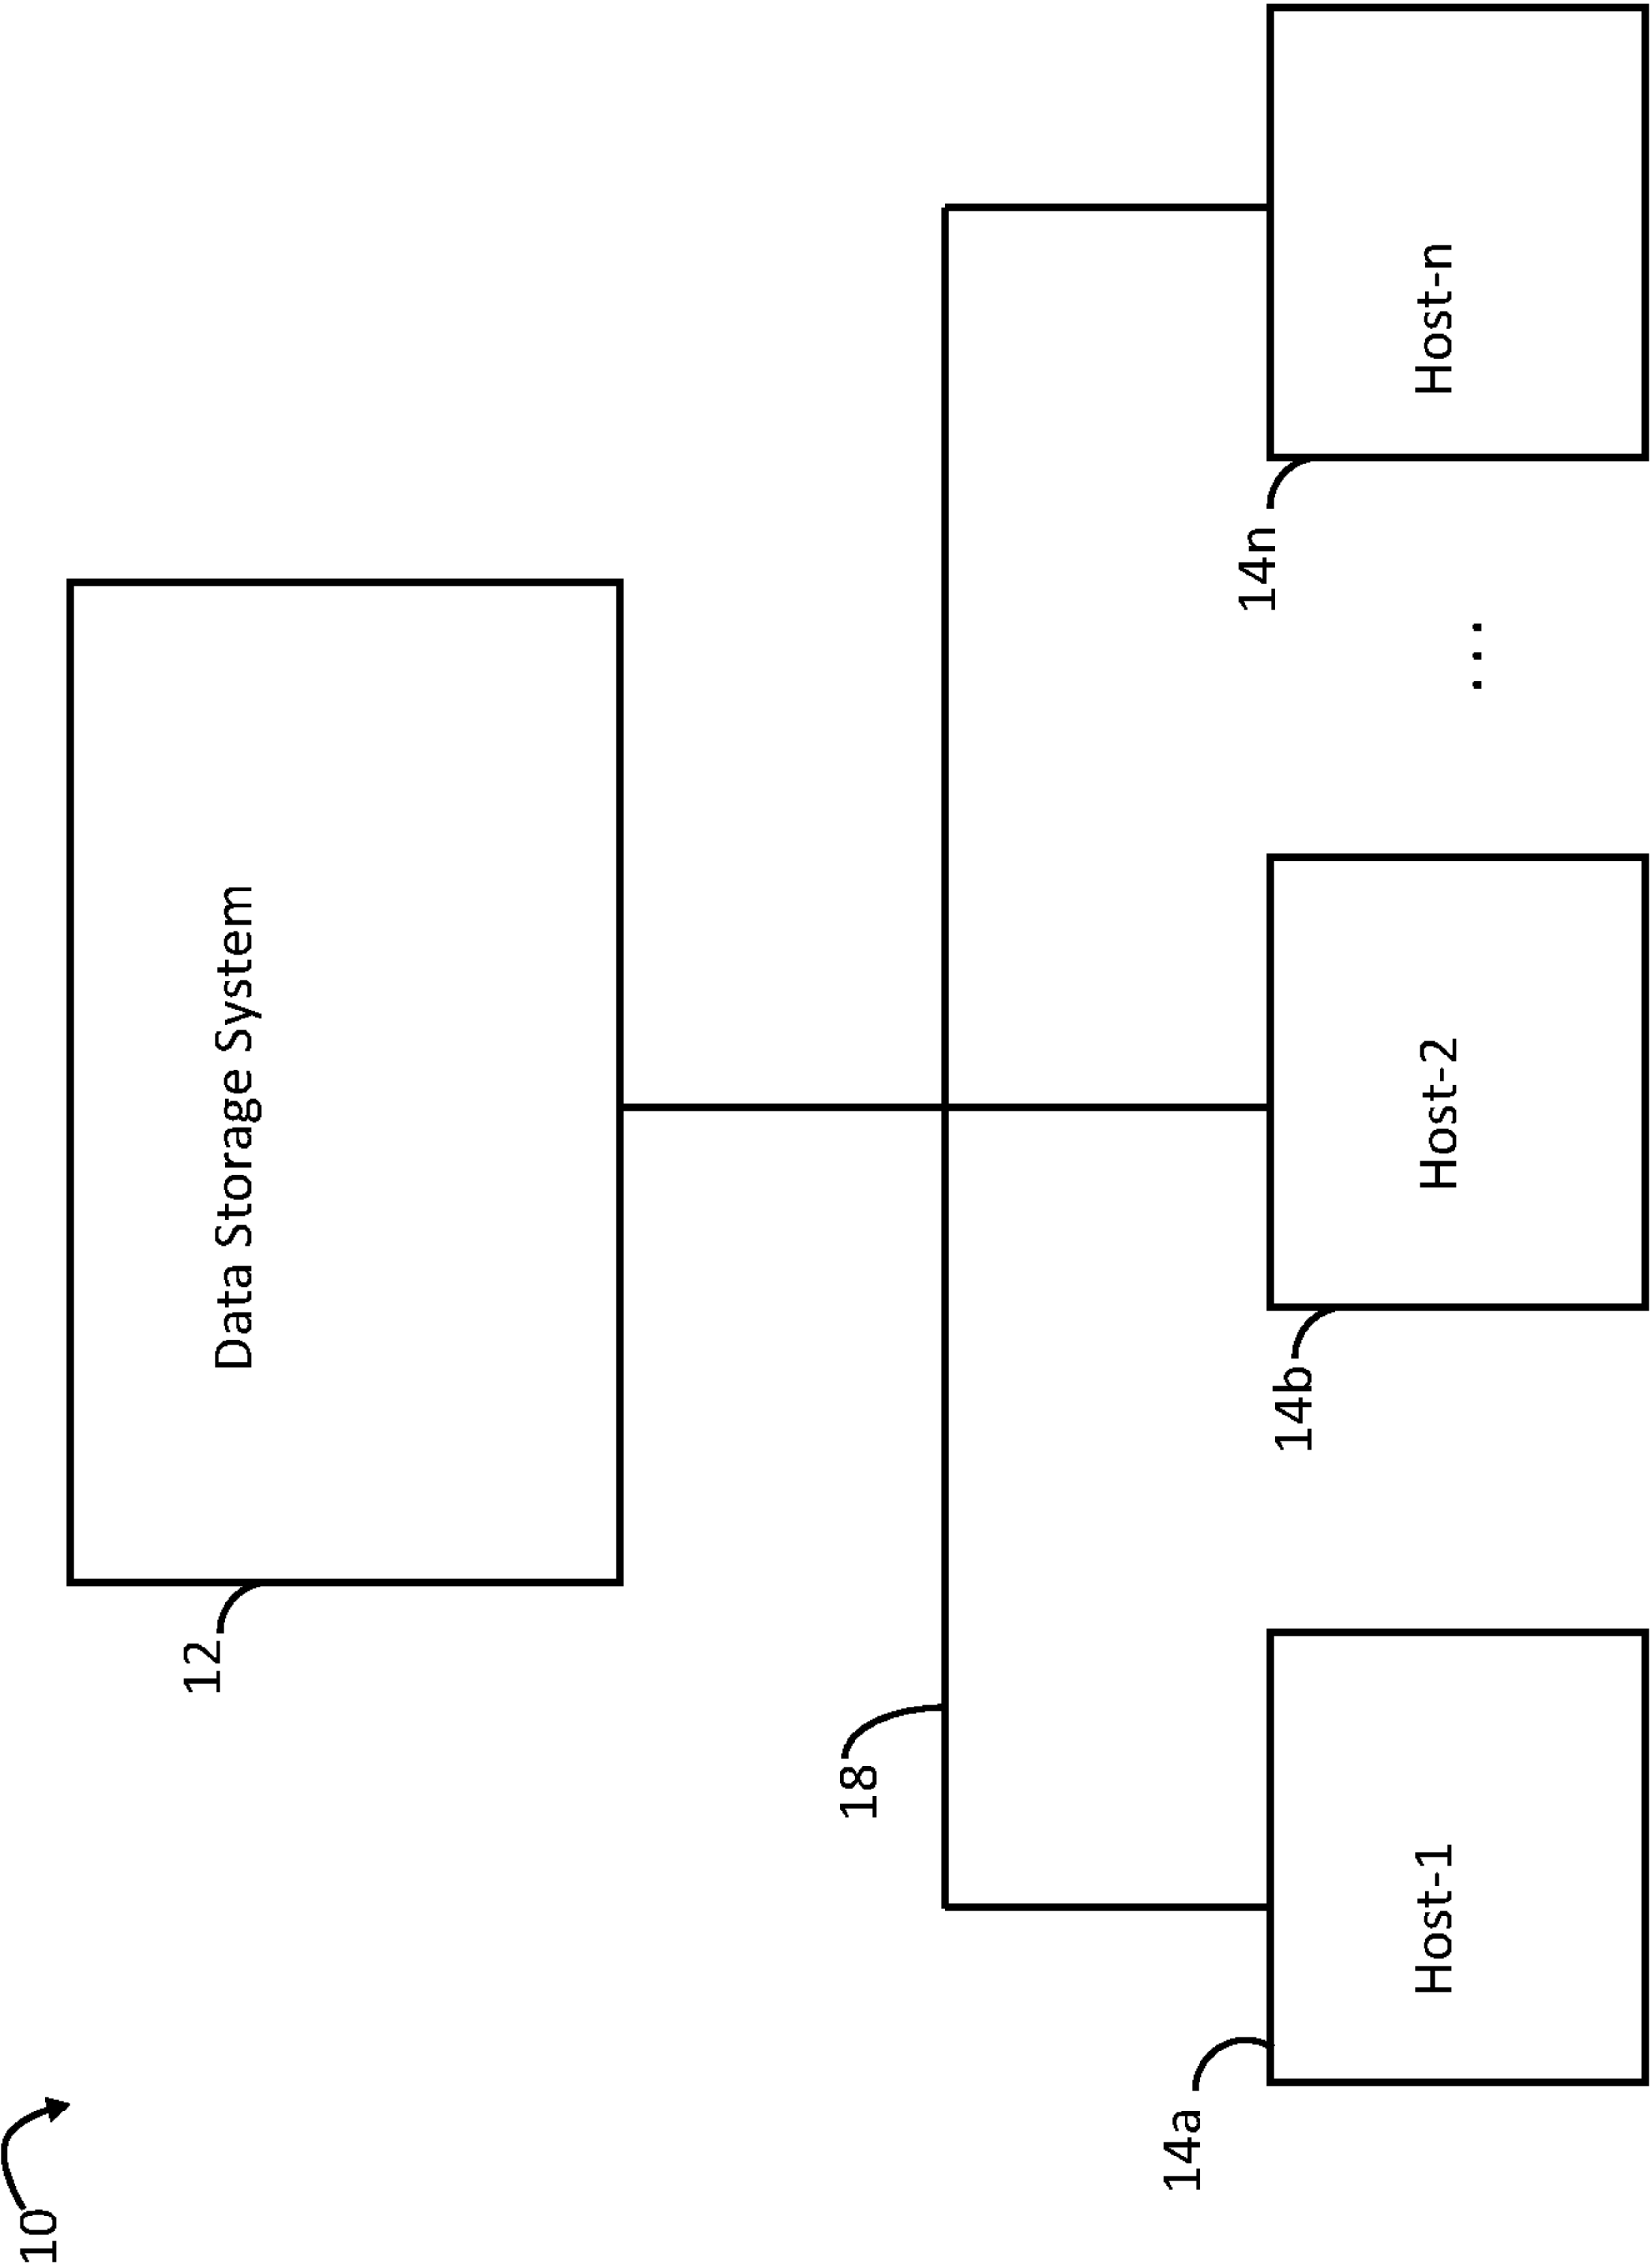 10
12
Data Storage System
18
14a
Host-1
14b
Host-2
...
14n
Host-n